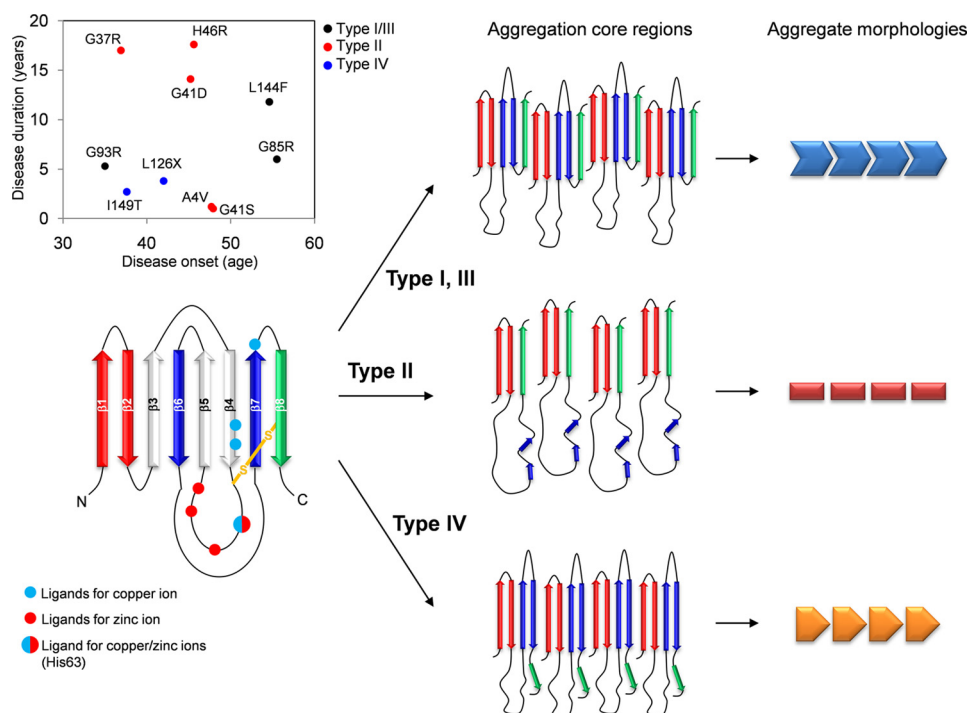 Aggregation core regions
Aggregate morphologies
Disease duration (years)
20
15
10
5
0
30
40
50
60
Disease onset (age)
G37R
H46R
G41D
L144F
G93R
L126X
G85R
I149T
A4V
G41S
Type I/III
Type II
Type IV
Type I, III
Type II
Type IV
β1
β2
β3
β6
β5
β4
β7
β8
S
S
N
C
Ligands for copper ion
Ligands for zinc ion
Ligand for copper/zinc ions
(His63)